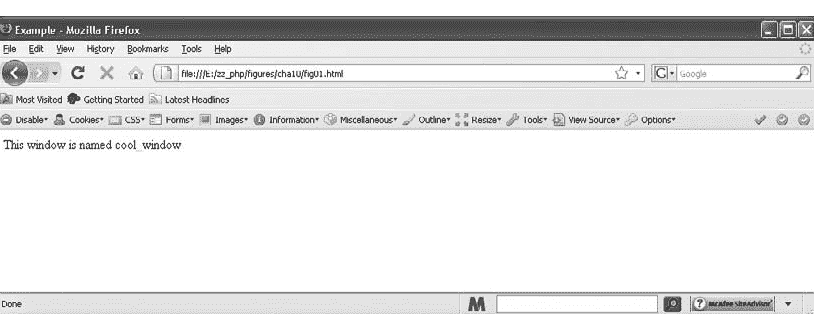 Example - Mozilla Firefox
File Edit View History Bookmarks Tools Help
file:///E:/zz_php/figures/cha10/fig01.html Google
Most Visited Getting Started Latest Headlines
Disable Cookies CSS Forms Images Information Miscellaneous Outline Resize Tools View Source Options
This window is named cool_window
Done McAfee SiteAdvisor